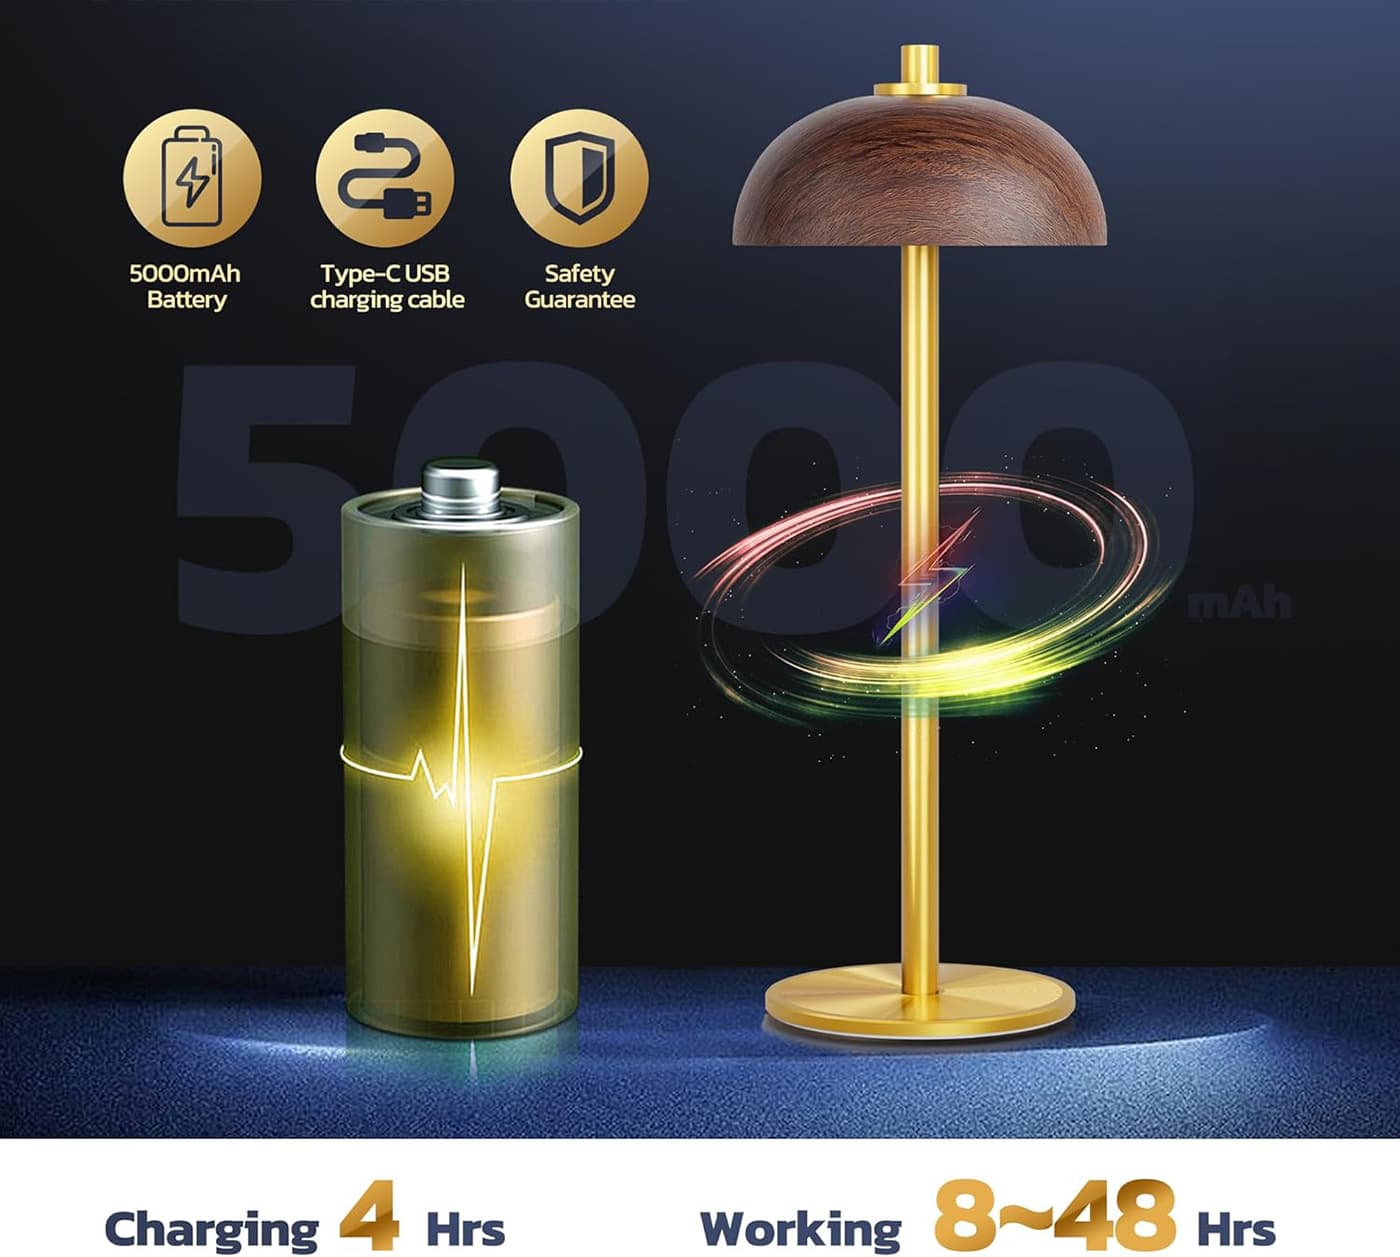 5000mAh
Battery
Type-C USB
charging cable
Safety
Guarantee
5000
mAh
Charging 4 Hrs
Working 8~48 Hrs